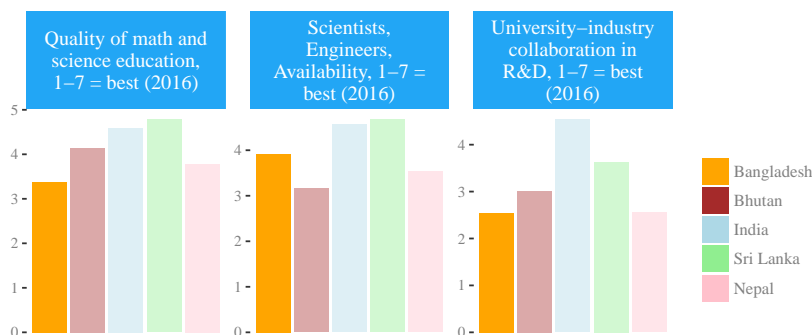 Quality of math and
science education,
1−7 = best (2016)
Scientists,
Engineers,
Availability, 1−7 =
best (2016)
University−industry
collaboration in
R&D, 1−7 = best
(2016)
5
4
3
2
1
0
4
3
2
1
0
4
3
2
1
0
Bangladesh
Bhutan
India
Sri Lanka
Nepal